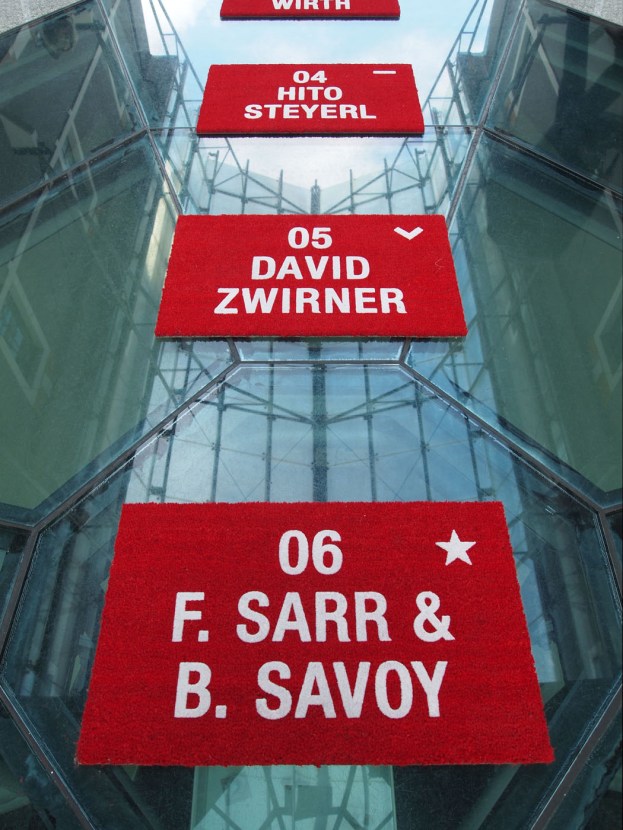 WIRTH
04
HITO
STEYERL
05
DAVID
ZWIRNER
06
F. SARR &
B. SAVOY